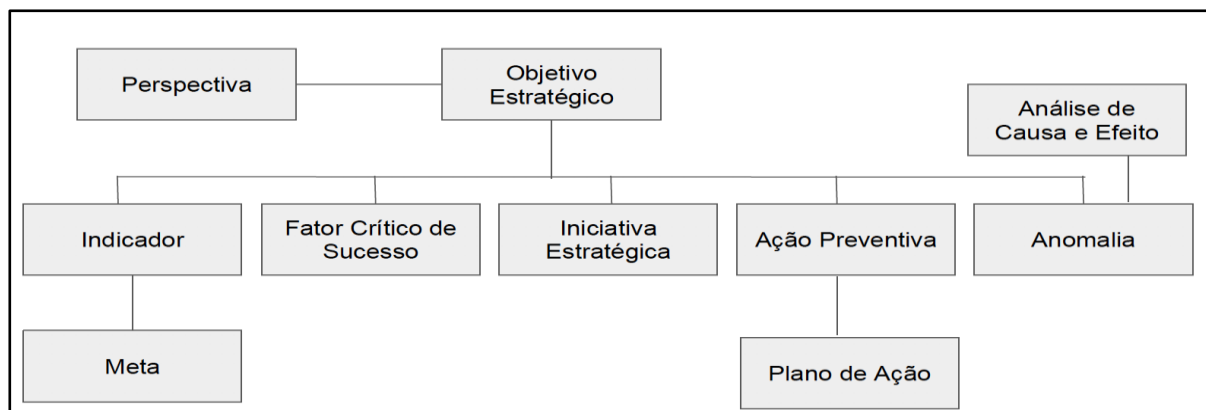 Perspectiva
Objetivo
Estratégico
Análise de
Causa e Efeito
Indicador
Fator Crítico de
Sucesso
Iniciativa
Estratégica
Ação Preventiva
Anomalia
Meta
Plano de Ação